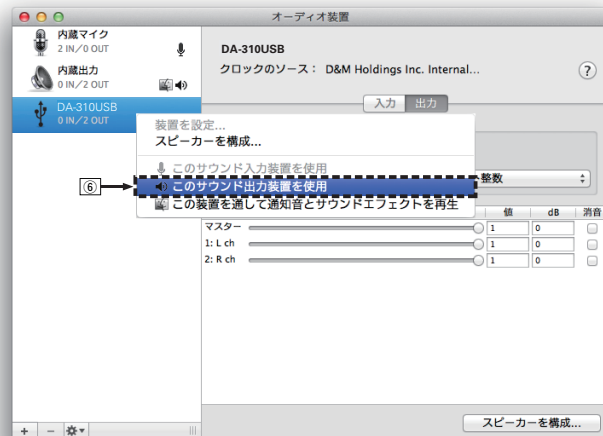 オーディオ装置
内蔵マイク
2 IN／0 OUT
内蔵出力
0 IN／2 OUT
DA-310USB
0 IN／2 OUT
DA-310USB
クロックのソース： D&M Holdings Inc. Internal...
?
入力 出力
装置を設定...
スピーカーを構成...
このサウンド入力装置を使用
⑥ このサウンド出力装置を使用
この装置を通して通知音とサウンドエフェクトを再生
整数
値 dB 消音
マスター 1 0
1: L ch 1 0
2: R ch 1 0
+ −
スピーカーを構成...